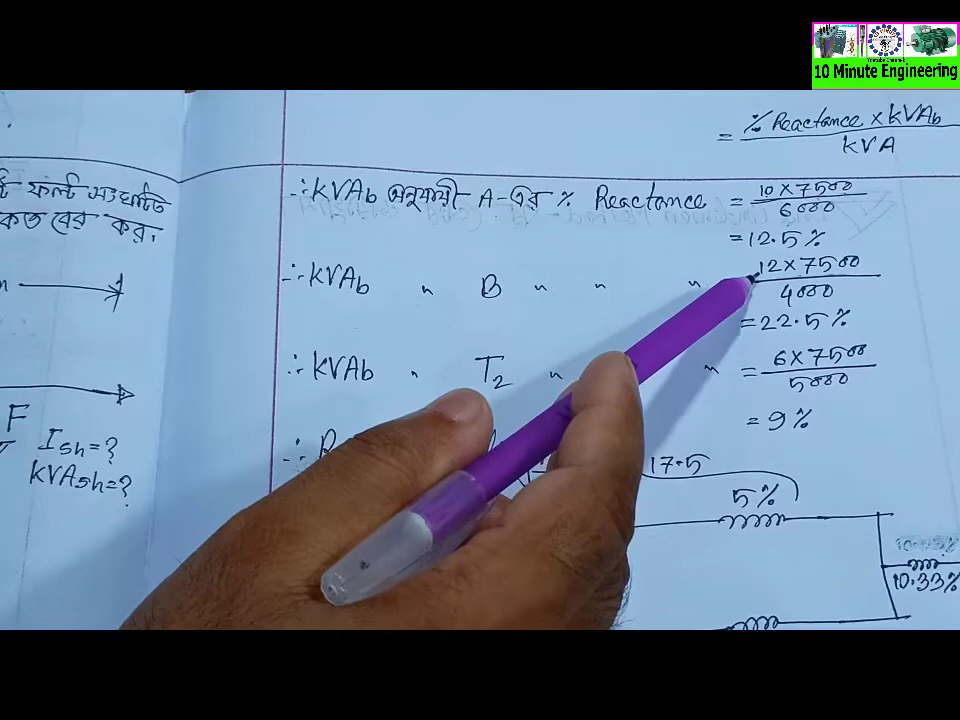 10 Minute Engineering
= % Reactance × kVAb
kVA
ফল্ট সংঘটিত
কত বের কর।
∴ KVAb অনুযায়ী A-এর % Reactance = 10 × 7500
6000
= 12.5%
∴ KVAb " B " " " 12 × 7500
4000
= 22.5%
∴ KVAb " T2 " " = 6 × 7500
5000
= 9%
F
Ish = ?
KVAsh = ?
17.5
5%
10.33%